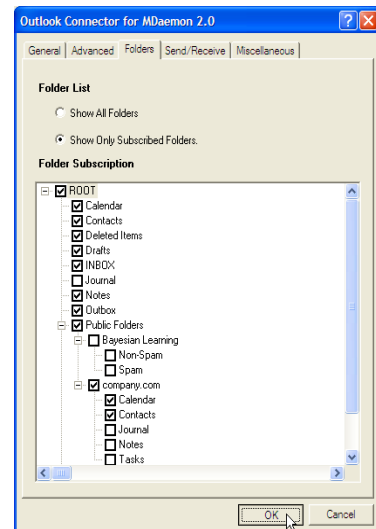 Outlook Connector for MDaemon 2.0
General Advanced Folders Send/Receive Miscellaneous
Folder List
Show All Folders
Show Only Subscribed Folders.
Folder Subscription
ROOT
Calendar
Contacts
Deleted Items
Drafts
INBOX
Journal
Notes
Outbox
Public Folders
Bayesian Learning
Non-Spam
Spam
company.com
Calendar
Contacts
Journal
Notes
Tasks
OK Cancel